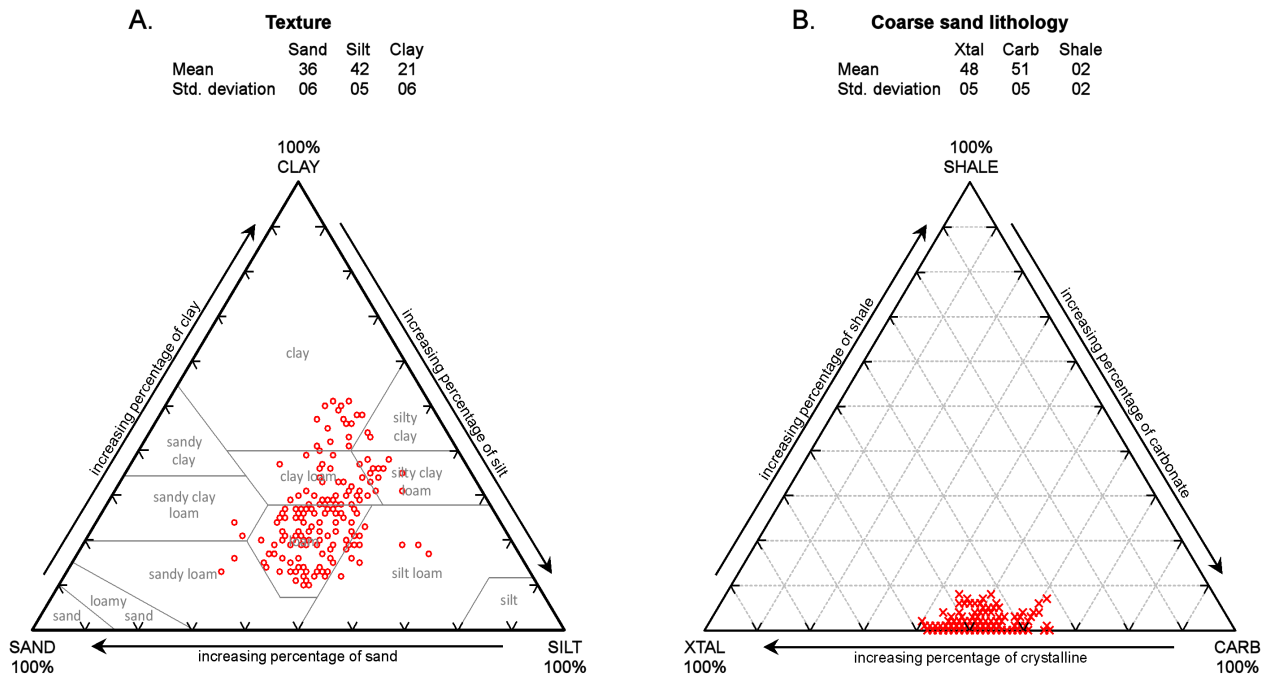 A.
Texture
Sand Silt Clay
Mean 36 42 21
Std. deviation 06 05 06
100%
CLAY
increasing percentage of clay
increasing percentage of silt
clay
silty
clay
sandy
clay
clay loam
silty clay
loam
sandy clay
loam
loam
sandy loam
silt loam
loamy
sand
sand
silt
SAND
100%
SILT
100%
increasing percentage of sand
B.
Coarse sand lithology
Xtal Carb Shale
Mean 48 51 02
Std. deviation 05 05 02
100%
SHALE
increasing percentage of shale
increasing percentage of carbonate
XTAL
100%
CARB
100%
increasing percentage of crystalline